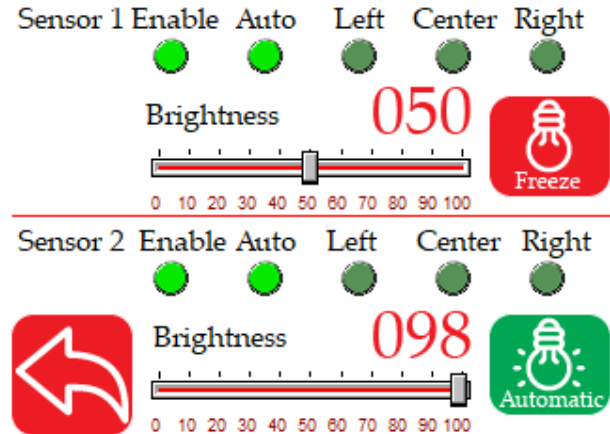 Sensor 1 Enable Auto Left Center Right
Brightness 050
Freeze
0 10 20 30 40 50 60 70 80 90 100
Sensor 2 Enable Auto Left Center Right
Brightness 098
Automatic
0 10 20 30 40 50 60 70 80 90 100